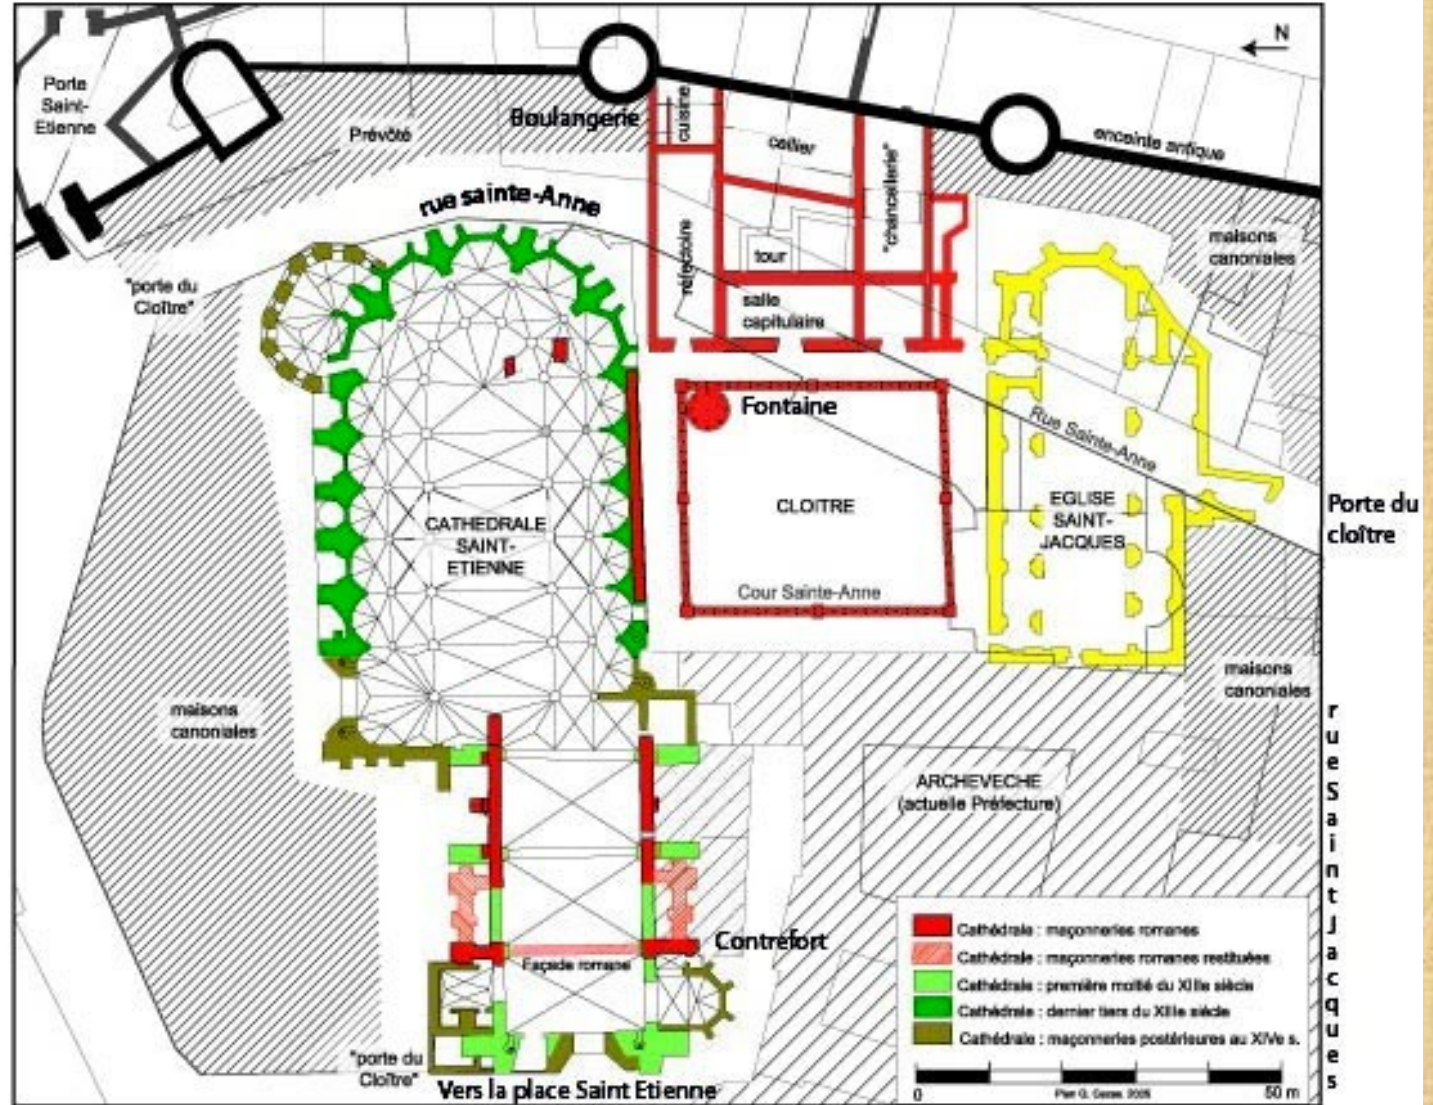 N
Porte
Saint-
Etienne
Prévôté
Boulangerie
cuisine
cellier
"chancellerie"
enceinte antique
rue sainte-Anne
réfectoire
tour
salle
capitulaire
maisons
canoniales
"porte du
Cloître"
Fontaine
Rue Sainte-Anne
CLOITRE
Cour Sainte-Anne
CATHEDRALE
SAINT-
ETIENNE
EGLISE
SAINT-
JACQUES
Porte du
cloître
maisons
canoniales
maisons
canoniales
rue Saint Jacques
ARCHEVECHE
(actuelle Préfecture)
Contrefort
Façade romane
Cathédrale : maçonneries romanes
Cathédrale : maçonneries romanes restituées
Cathédrale : première moitié du XIIIe siècle
Cathédrale : dernier tiers du XIIIe siècle
Cathédrale : maçonneries postérieures au XIVe s.
0
50 m
"porte du
Cloître"
Vers la place Saint Etienne